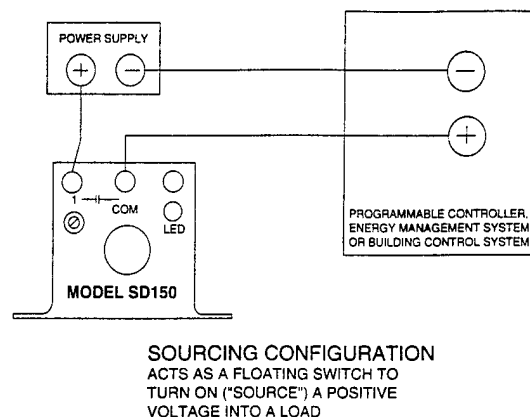 POWER SUPPLY
+ −
−
+
1 COM
LED
MODEL SD150
PROGRAMMABLE CONTROLLER,
ENERGY MANAGEMENT SYSTEM
OR BUILDING CONTROL SYSTEM
SOURCING CONFIGURATION
ACTS AS A FLOATING SWITCH TO
TURN ON ("SOURCE") A POSITIVE
VOLTAGE INTO A LOAD